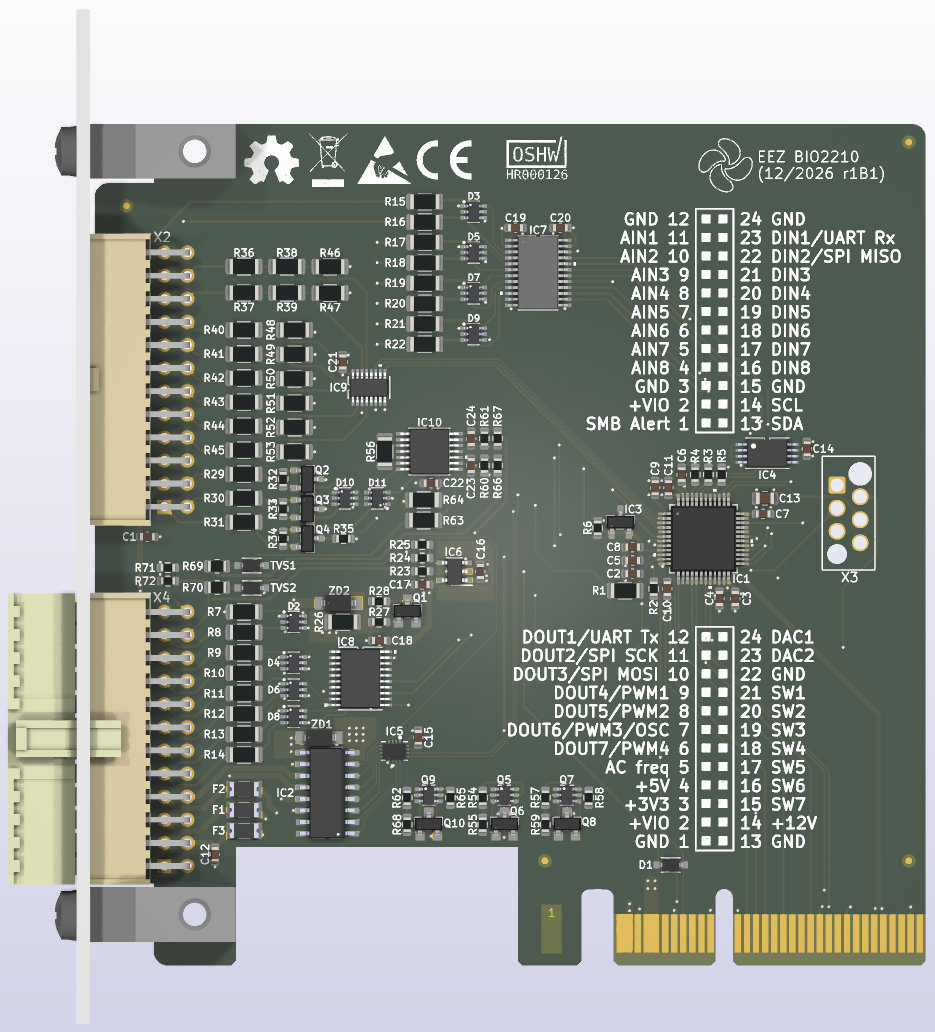 OSHW
HR000126
EEZ BIO2210
(12/2026 r1B1)
R15
R16
R17
R18
R19
R20
R21
R22
D3
D5
D7
D9
C19
C20
IC7
GND 12
24 GND
AIN1 11
23 DIN1/UART Rx
AIN2 10
22 DIN2/SPI MISO
AIN3 9
21 DIN3
AIN4 8
20 DIN4
AIN5 7
19 DIN5
AIN6 6
18 DIN6
AIN7 5
17 DIN7
AIN8 4
16 DIN8
GND 3
15 GND
+VIO 2
14 SCL
SMB Alert 1
13 SDA
X2
R36
R38
R46
R37
R39
R47
R40
R48
R41
R49
R42
R50
R43
R51
R44
R52
R45
R53
R29
R30
R31
R32
R33
R34
Q2
Q3
Q4
R35
D10
D11
C21
IC9
IC10
R56
C24
R61
R67
C23
R60
R66
C22
R64
R63
C1
R71
R72
R69
R70
TVS1
TVS2
R25
R24
R23
C17
IC6
C16
IC4
C14
C9
C11
C6
R4
R3
R5
C13
C7
IC3
R6
C8
C5
C2
R1
R2
C10
C4
C3
IC1
X3
X4
R7
R8
R9
R10
R11
R12
R13
R14
D2
D4
D6
D8
ZD2
R26
R28
R27
Q1
IC8
C18
ZD1
IC5
C15
IC2
F2
F1
F3
C12
R62
Q9
R65
R68
Q10
R54
Q5
R55
Q6
R57
Q7
R58
R59
Q8
DOUT1/UART Tx 12
24 DAC1
DOUT2/SPI SCK 11
23 DAC2
DOUT3/SPI MOSI 10
22 GND
DOUT4/PWM1 9
21 SW1
DOUT5/PWM2 8
20 SW2
DOUT6/PWM3/OSC 7
19 SW3
DOUT7/PWM4 6
18 SW4
AC freq 5
17 SW5
+5V 4
16 SW6
+3V3 3
15 SW7
+VIO 2
14 +12V
GND 1
13 GND
D1
1